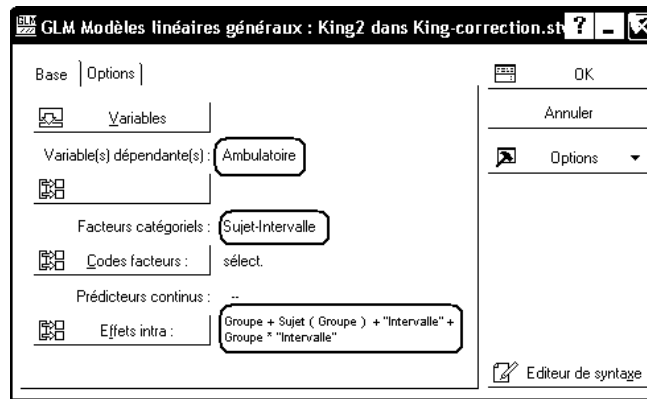 GLM Modèles linéaires généraux : King2 dans King-correction.st
Base
Options
OK
Variables
Annuler
Variable(s) dépendante(s) :
Ambulatoire
Options
Facteurs catégoriels :
Sujet-Intervalle
Codes facteurs :
sélect.
Prédicteurs continus :
--
Effets intra :
Groupe + Sujet ( Groupe ) + "Intervalle" +
Groupe * "Intervalle"
Editeur de syntaxe